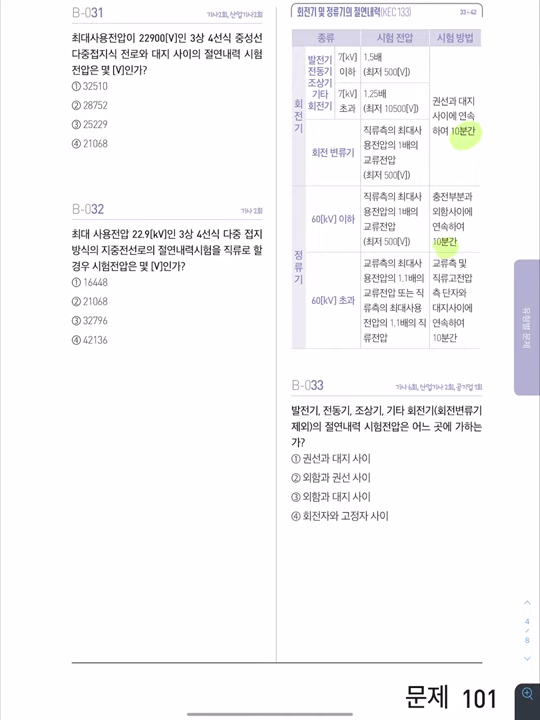 B-031 기사2회, 산업기사2회
최대사용전압이 22900[V]인 3상 4선식 중성선
다중접지식 전로와 대지 사이의 절연내력 시험
전압은 몇 [V]인가?
① 32510
② 28752
③ 25229
④ 21068
B-032 기사 2회
최대 사용전압 22.9[kV]인 3상 4선식 다중 접지
방식의 지중전선로의 절연내력시험을 직류로 할
경우 시험전압은 몇 [V]인가?
① 16448
② 21068
③ 32796
④ 42136
회전기 및 정류기의 절연내력(KEC 133) 33~42
종류 시험 전압 시험 방법
회전기
발전기
전동기
조상기
기타
회전기
7[kV]
이하
1.5배
(최저 500[V])
7[kV]
초과
1.25배
(최저 10500[V])
회전 변류기
직류측의 최대사
용전압의 1배의
교류전압
(최저 500[V])
권선과 대지
사이에 연속
하여 10분간
정류기
60[kV] 이하
직류측의 최대사
용전압의 1배의
교류전압
(최저 500[V])
충전부분과
외함사이에
연속하여
10분간
60[kV] 초과
교류측의 최대사
용전압의 1.1배의
교류전압 또는 직
류측의 최대사용
전압의 1.1배의 직
류전압
교류측 및
직류고전압
측 단자와
대지사이에
연속하여
10분간
B-033 기사 6회, 산업기사 2회, 공기업 1회
발전기, 전동기, 조상기, 기타 회전기(회전변류기
제외)의 절연내력 시험전압은 어느 곳에 가하는
가?
① 권선과 대지 사이
② 외함과 권선 사이
③ 외함과 대지 사이
④ 회전자와 고정자 사이
유형별 문제
4
/
8
문제 101